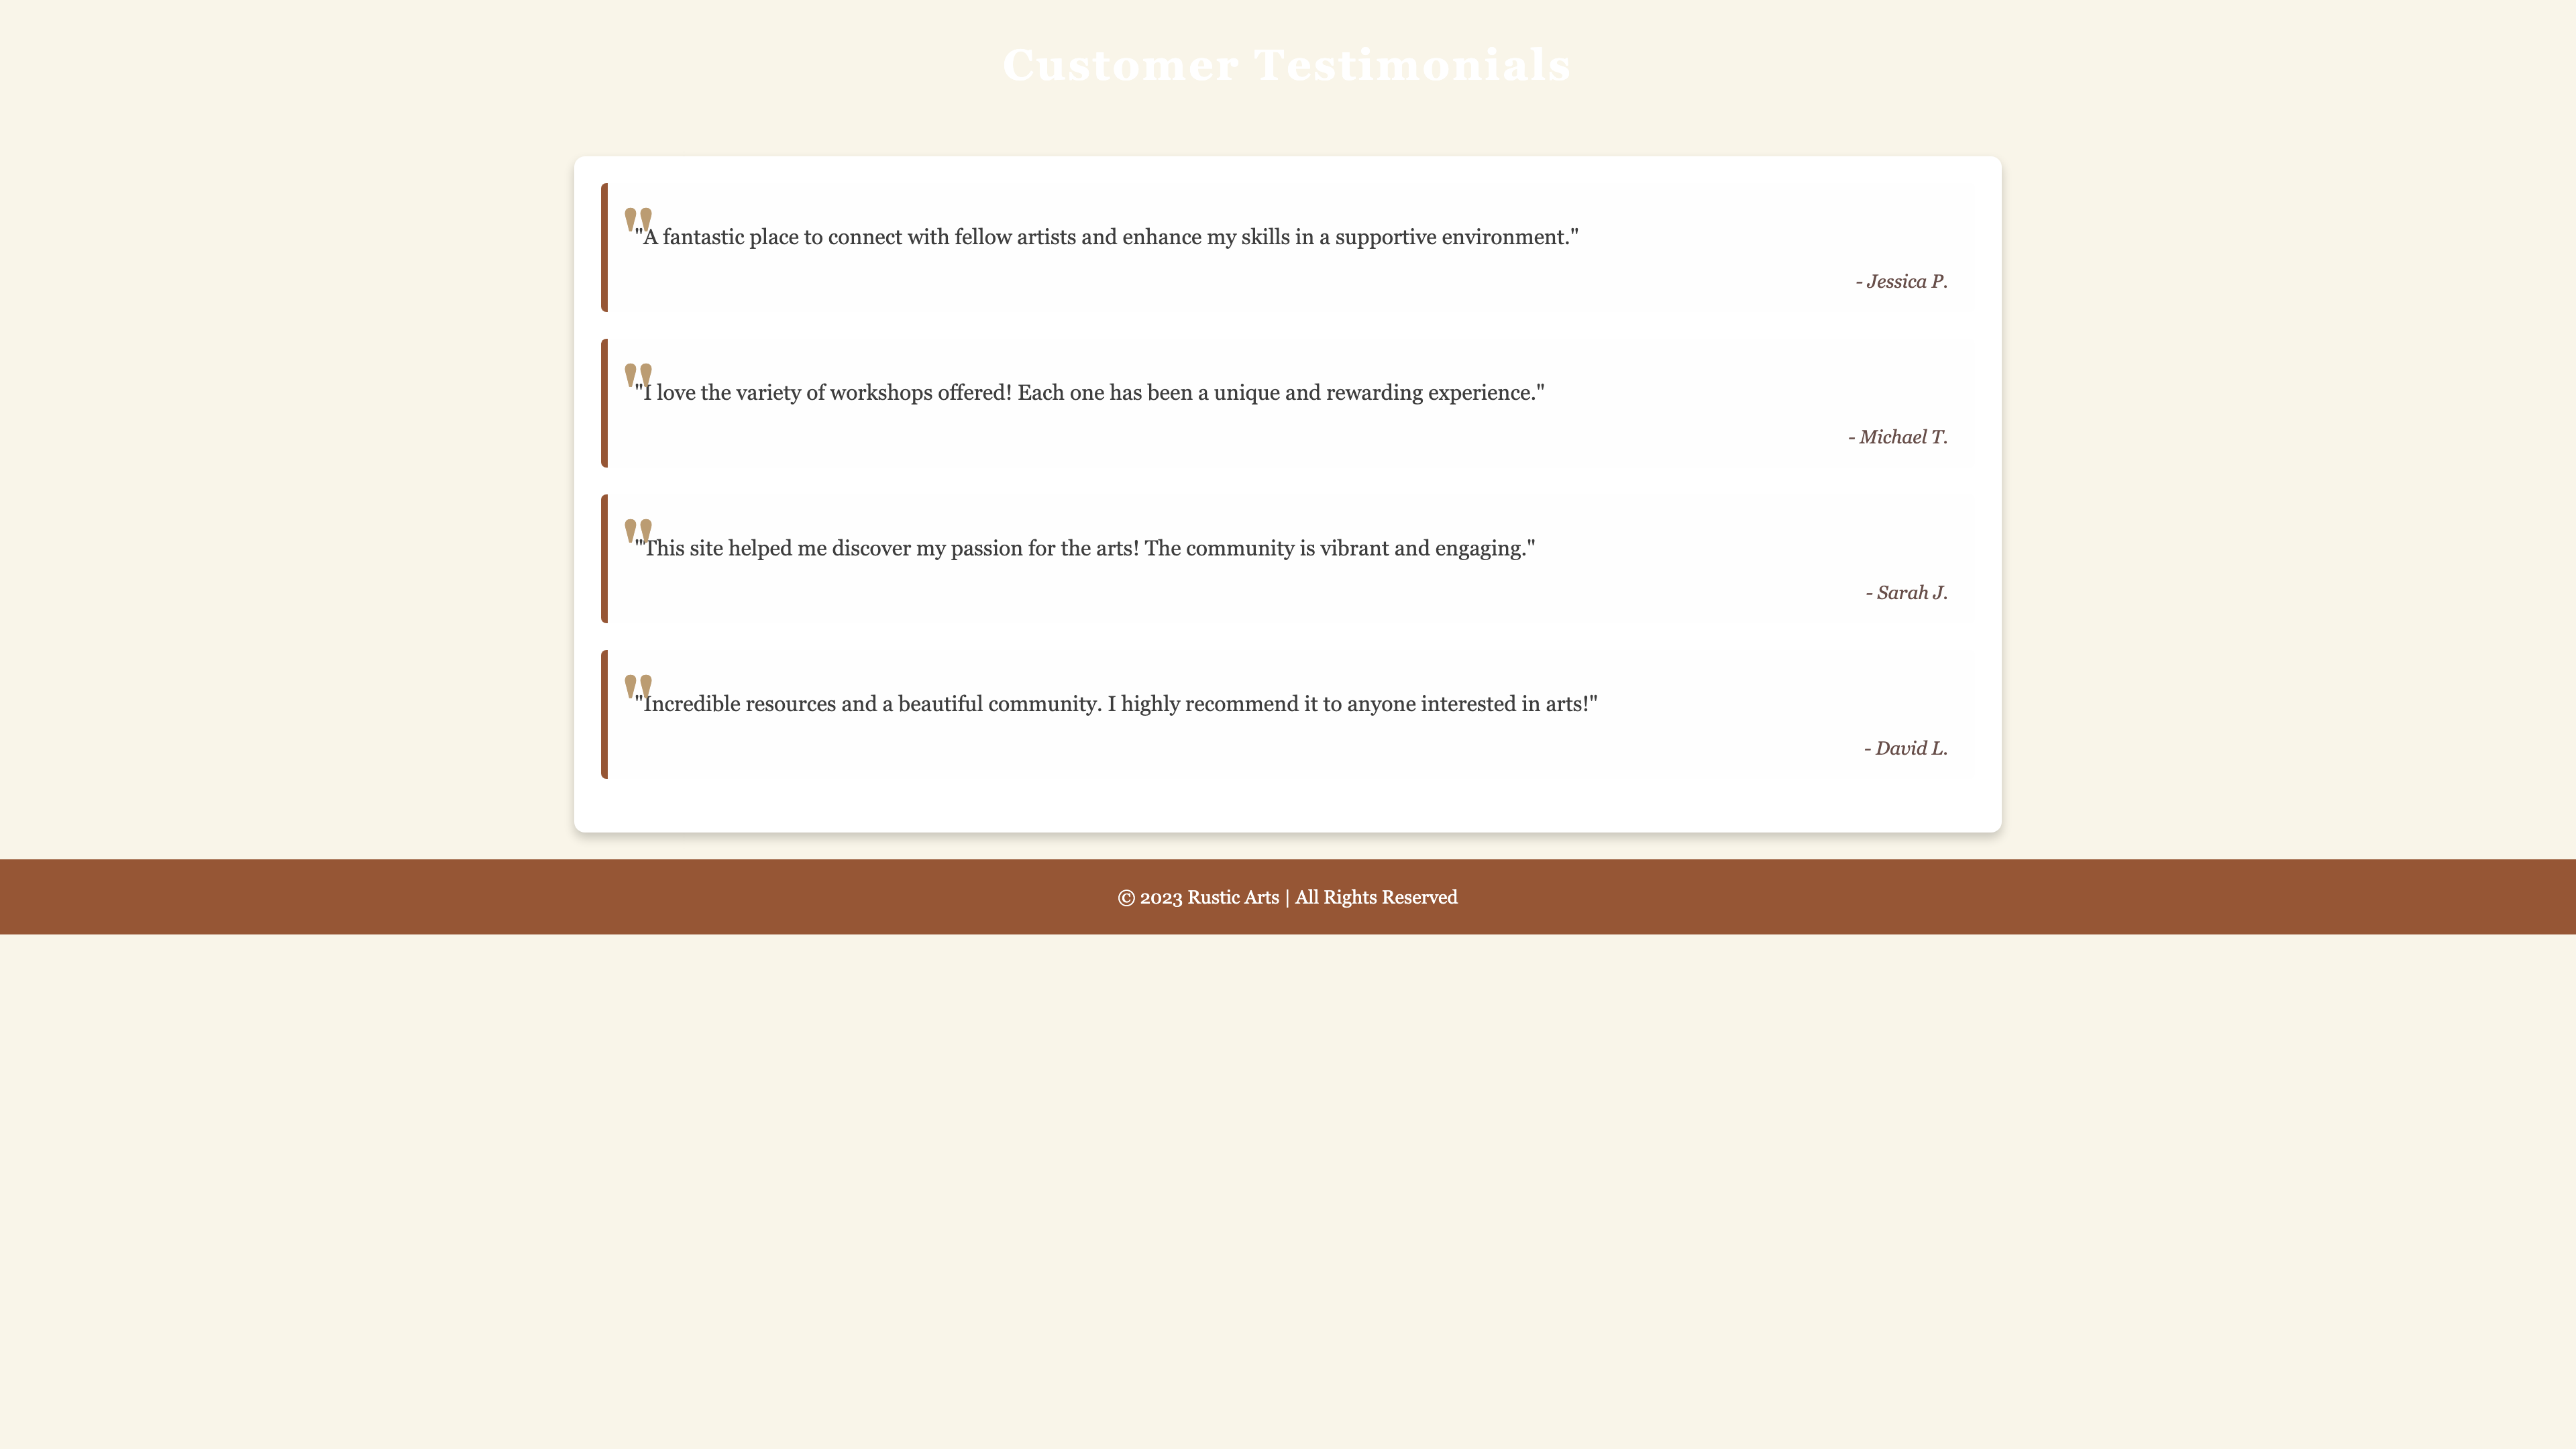 Customer Testimonials
"
"A fantastic place to connect with fellow artists and enhance my skills in a supportive environment."
- Jessica P.
"
"I love the variety of workshops offered! Each one has been a unique and rewarding experience."
- Michael T.
"
"This site helped me discover my passion for the arts! The community is vibrant and engaging."
- Sarah J.
"
"Incredible resources and a beautiful community. I highly recommend it to anyone interested in arts!"
- David L.
© 2023 Rustic Arts | All Rights Reserved